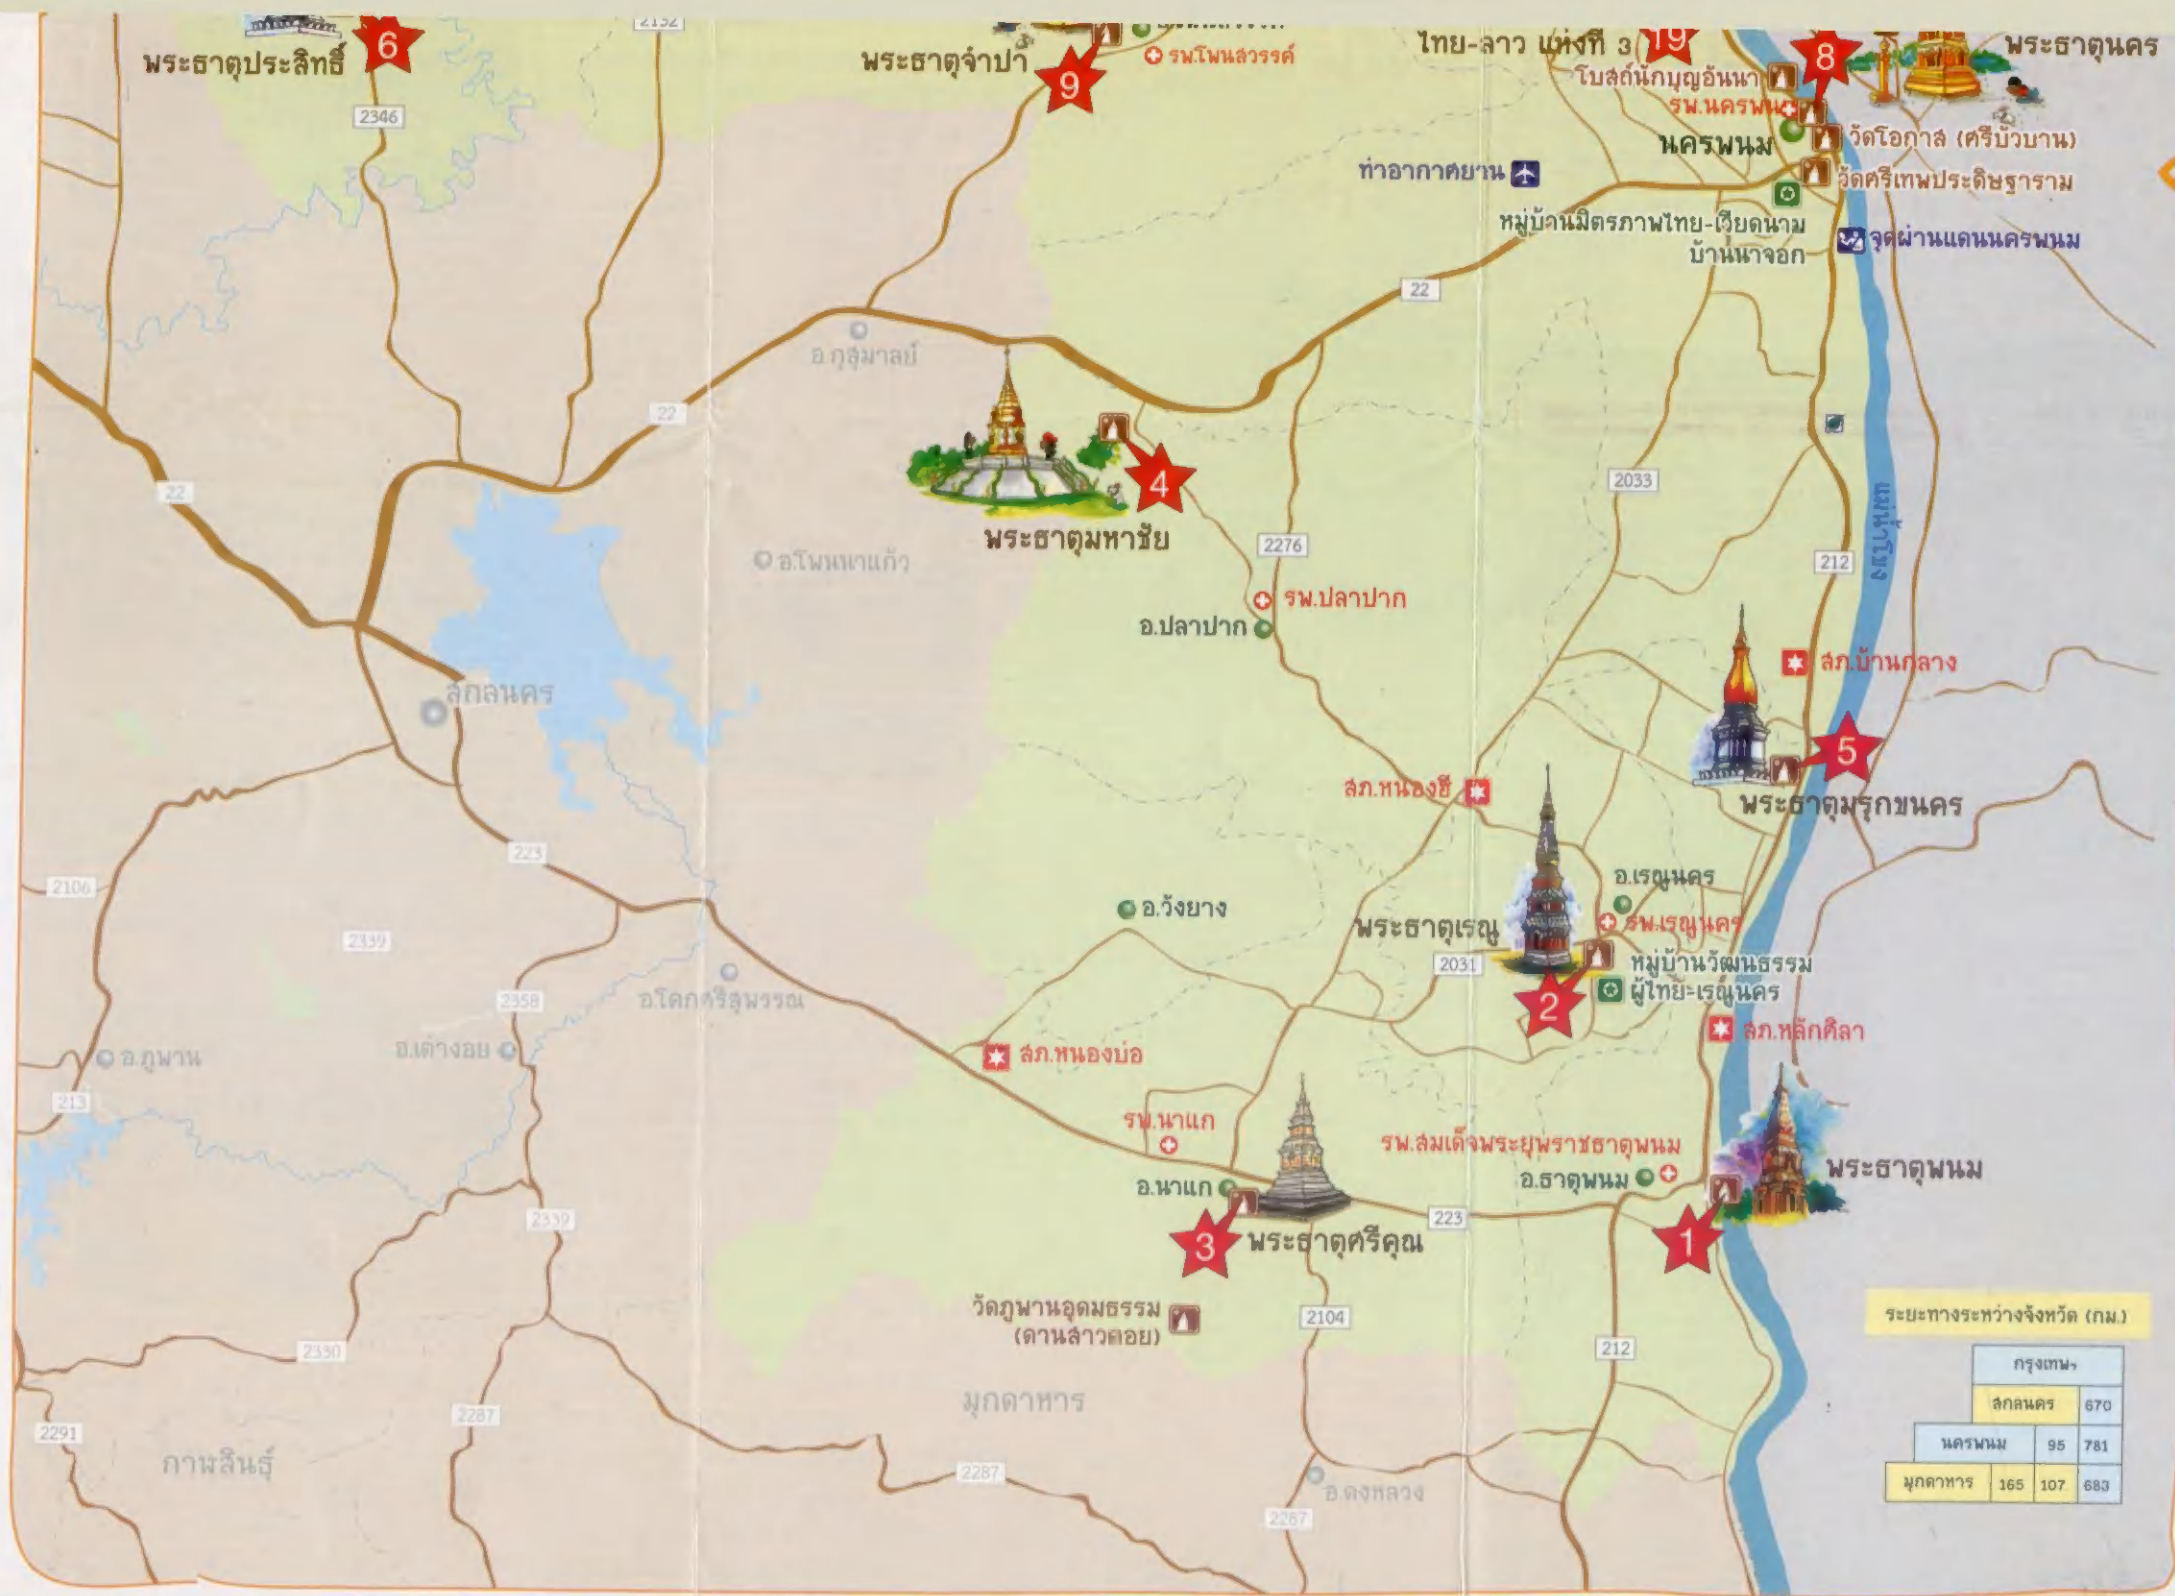 พระธาตุประสิทธิ์
6
2132
พระธาตุจำปา
9
รพ.โพนสวรรค์
ไทย-ลาว แห่งที่ 3
19
8
พระธาตุนคร
โบสถ์นักบุญอันนา
รพ.นครพนม
2346
นครพนม
วัดโอกาส (ศรีบัวบาน)
ท่าอากาศยาน
วัดศรีเทพประดิษฐาราม
หมู่บ้านมิตรภาพไทย-เวียดนาม
บ้านนาจอก
จุดผ่านแดนนครพนม
22
อ.กุสุมาลย์
22
22
4
2033
แม่น้ำโขง
พระธาตุมหาชัย
2276
อ.โพนนาแก้ว
212
รพ.ปลาปาก
อ.ปลาปาก
สภ.บ้านกลาง
สกลนคร
5
สภ.หนองฮี
พระธาตุมรุกขนคร
223
2106
อ.เรณูนคร
อ.วังยาง
พระธาตุเรณู
รพ.เรณูนคร
2339
2031
หมู่บ้านวัฒนธรรม
ผู้ไทย-เรณูนคร
2358
อ.โคกศรีสุพรรณ
2
สภ.หลักศิลา
อ.ภูพาน
อ.เต่างอย
สภ.หนองบ่อ
213
รพ.นาแก
รพ.สมเด็จพระยุพราชธาตุพนม
อ.ธาตุพนม
พระธาตุพนม
อ.นาแก
2339
223
3
พระธาตุศรีคุณ
1
วัดภูพานอุดมธรรม
(ดานสาวคอย)
2104
212
2330
มุกดาหาร
2287
2291
กาฬสินธุ์
2287
อ.ดงหลวง
2287
ระยะทางระหว่างจังหวัด (กม.)
กรุงเทพฯ
สกลนคร 670
นครพนม 95 781
มุกดาหาร 165 107 683